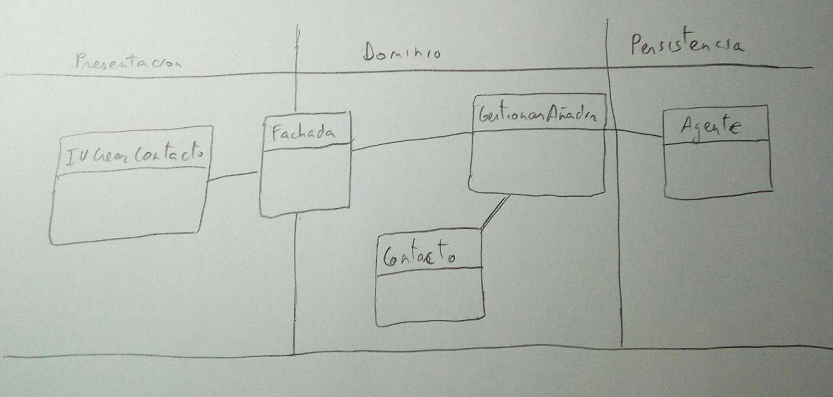 Presentacion
Dominio
Persistencia
IUCrearContacto
Fachada
GestionarAñadir
Agente
Contacto